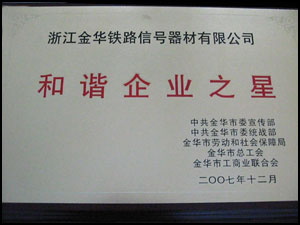 浙江金华铁路信号器材有限公司
和谐企业之星
中共金华市委宣传部
中共金华市委统战部
金华市劳动和社会保障局
金华市总工会
金华市工商业联合会
二〇〇七年十二月